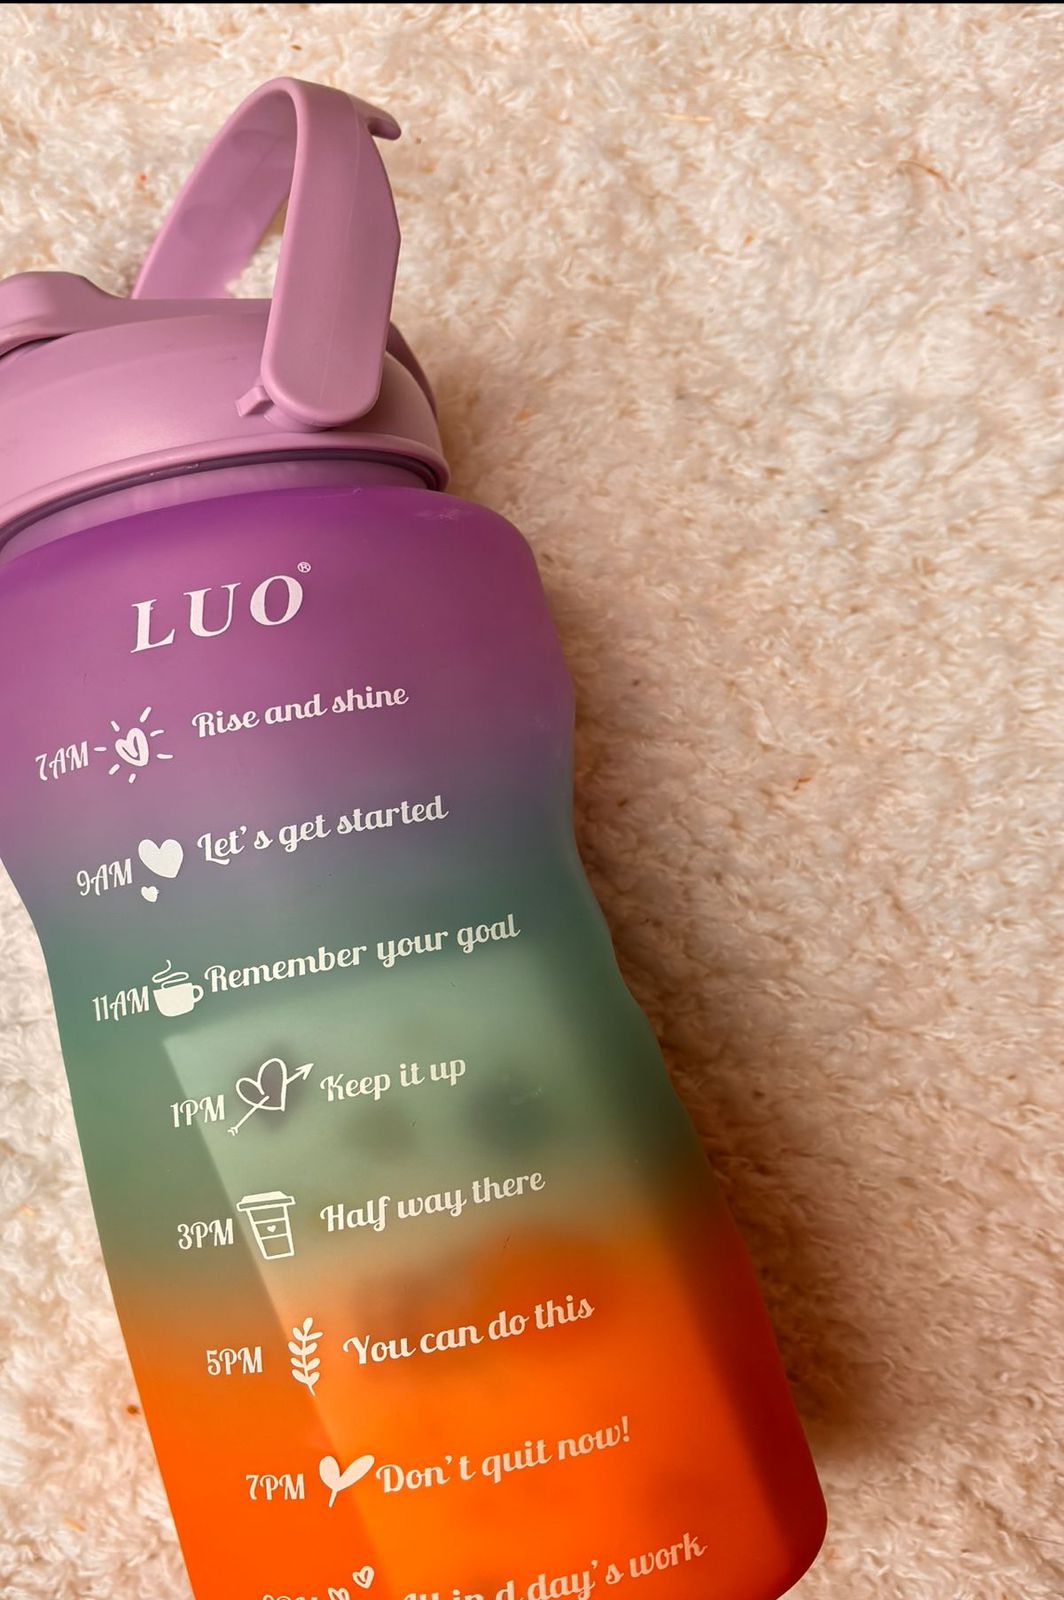 LUO®
7AM Rise and shine
9AM Let's get started
11AM Remember your goal
1PM Keep it up
3PM Half way there
5PM You can do this
7PM Don't quit now!
day's work